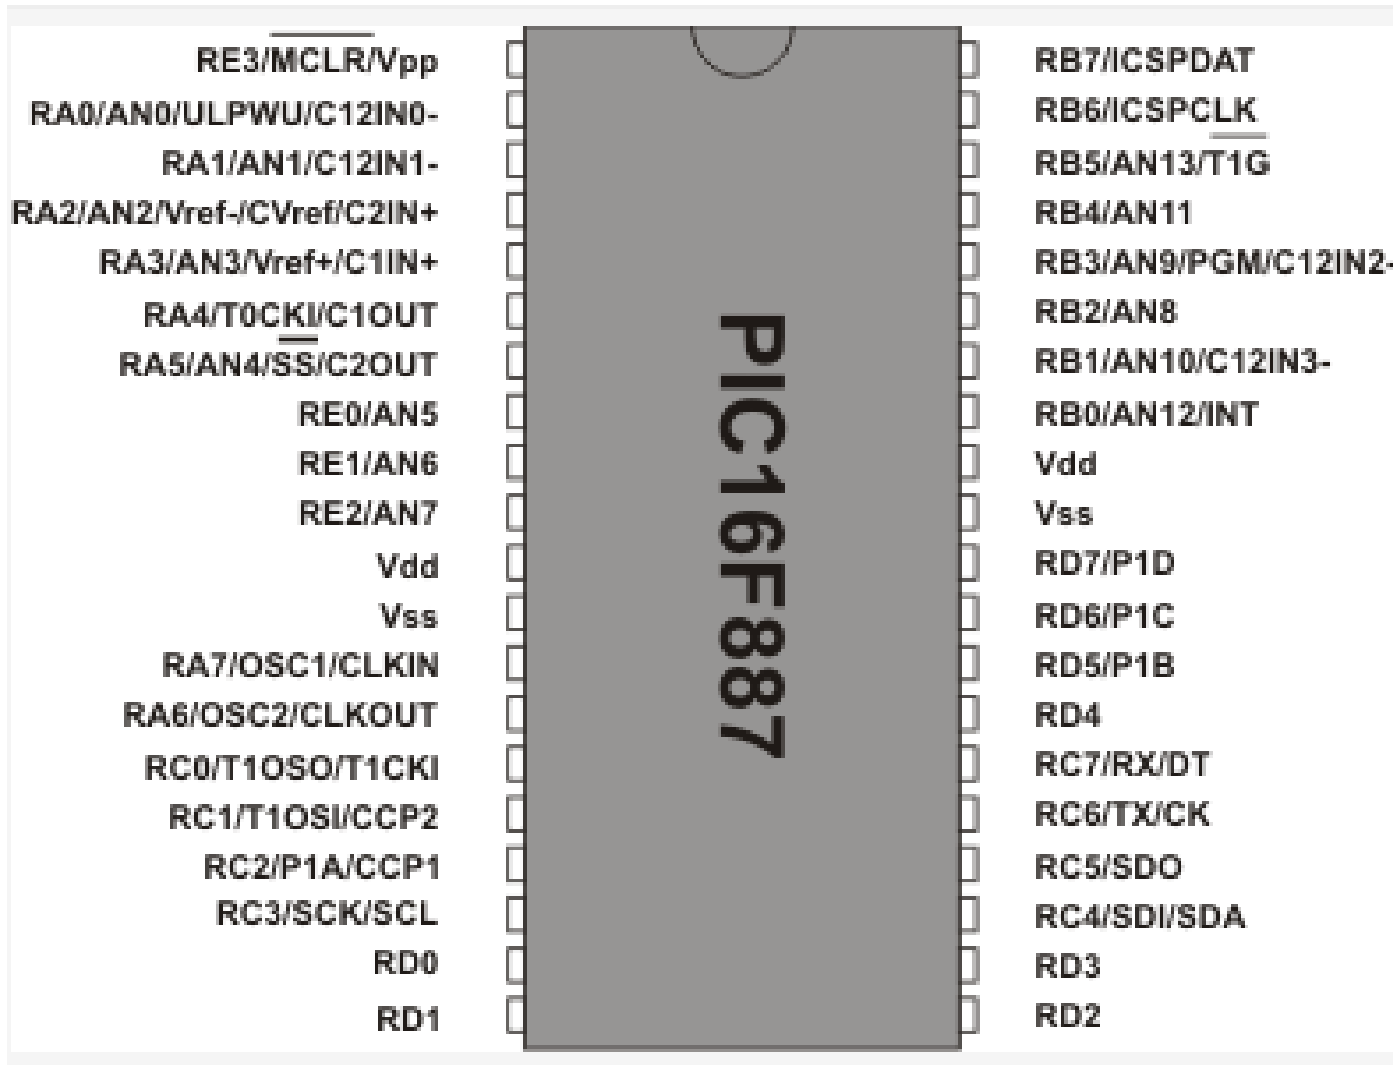 RE3/MCLR/Vpp
RA0/AN0/ULPWU/C12IN0-
RA1/AN1/C12IN1-
RA2/AN2/Vref-/CVref/C2IN+
RA3/AN3/Vref+/C1IN+
RA4/T0CKI/C1OUT
RA5/AN4/SS/C2OUT
RE0/AN5
RE1/AN6
RE2/AN7
Vdd
Vss
RA7/OSC1/CLKIN
RA6/OSC2/CLKOUT
RC0/T1OSO/T1CKI
RC1/T1OSI/CCP2
RC2/P1A/CCP1
RC3/SCK/SCL
RD0
RD1
PIC16F887
RB7/ICSPDAT
RB6/ICSPCLK
RB5/AN13/T1G
RB4/AN11
RB3/AN9/PGM/C12IN2-
RB2/AN8
RB1/AN10/C12IN3-
RB0/AN12/INT
Vdd
Vss
RD7/P1D
RD6/P1C
RD5/P1B
RD4
RC7/RX/DT
RC6/TX/CK
RC5/SDO
RC4/SDI/SDA
RD3
RD2